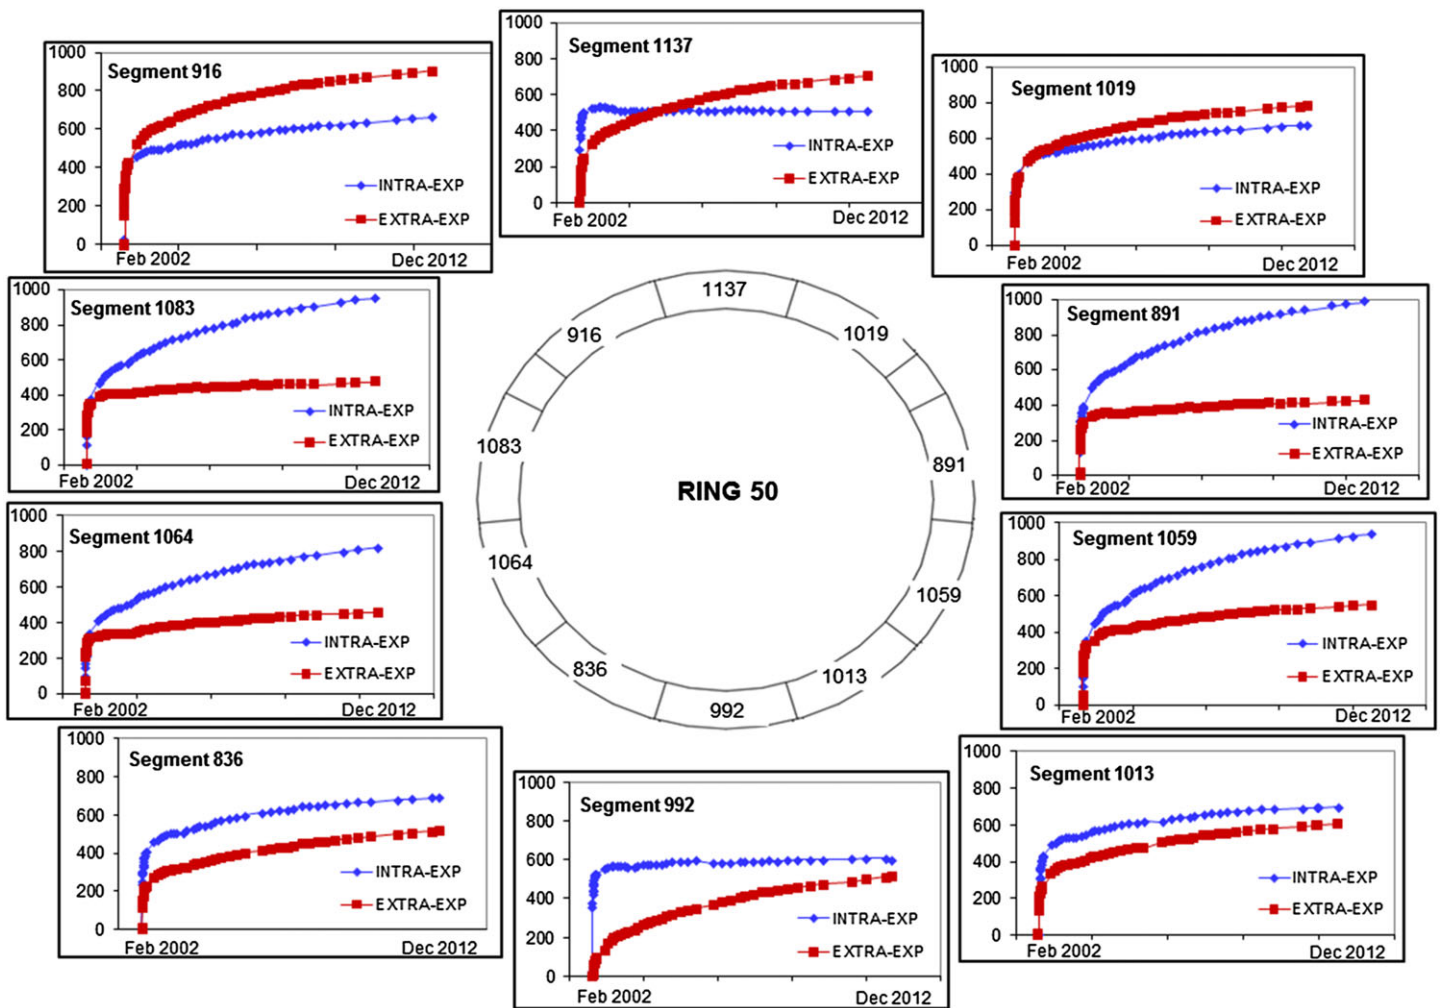 Segment 916
1000
800
600
400
200
0
INTRA-EXP
EXTRA-EXP
Feb 2002
Dec 2012
Segment 1137
1000
800
600
400
200
0
INTRA-EXP
EXTRA-EXP
Feb 2002
Dec 2012
Segment 1019
1000
800
600
400
200
0
INTRA-EXP
EXTRA-EXP
Feb 2002
Dec 2012
Segment 1083
1000
800
600
400
200
0
INTRA-EXP
EXTRA-EXP
Feb 2002
Dec 2012
1137
916
1019
1083
891
RING 50
1064
1059
836
1013
992
Segment 891
1000
800
600
400
200
0
INTRA-EXP
EXTRA-EXP
Feb 2002
Dec 2012
Segment 1064
1000
800
600
400
200
0
INTRA-EXP
EXTRA-EXP
Feb 2002
Dec 2012
Segment 1059
1000
800
600
400
200
0
INTRA-EXP
EXTRA-EXP
Feb 2002
Dec 2012
Segment 836
1000
800
600
400
200
0
INTRA-EXP
EXTRA-EXP
Feb 2002
Dec 2012
Segment 992
1000
800
600
400
200
0
INTRA-EXP
EXTRA-EXP
Feb 2002
Dec 2012
Segment 1013
1000
800
600
400
200
0
INTRA-EXP
EXTRA-EXP
Feb 2002
Dec 2012